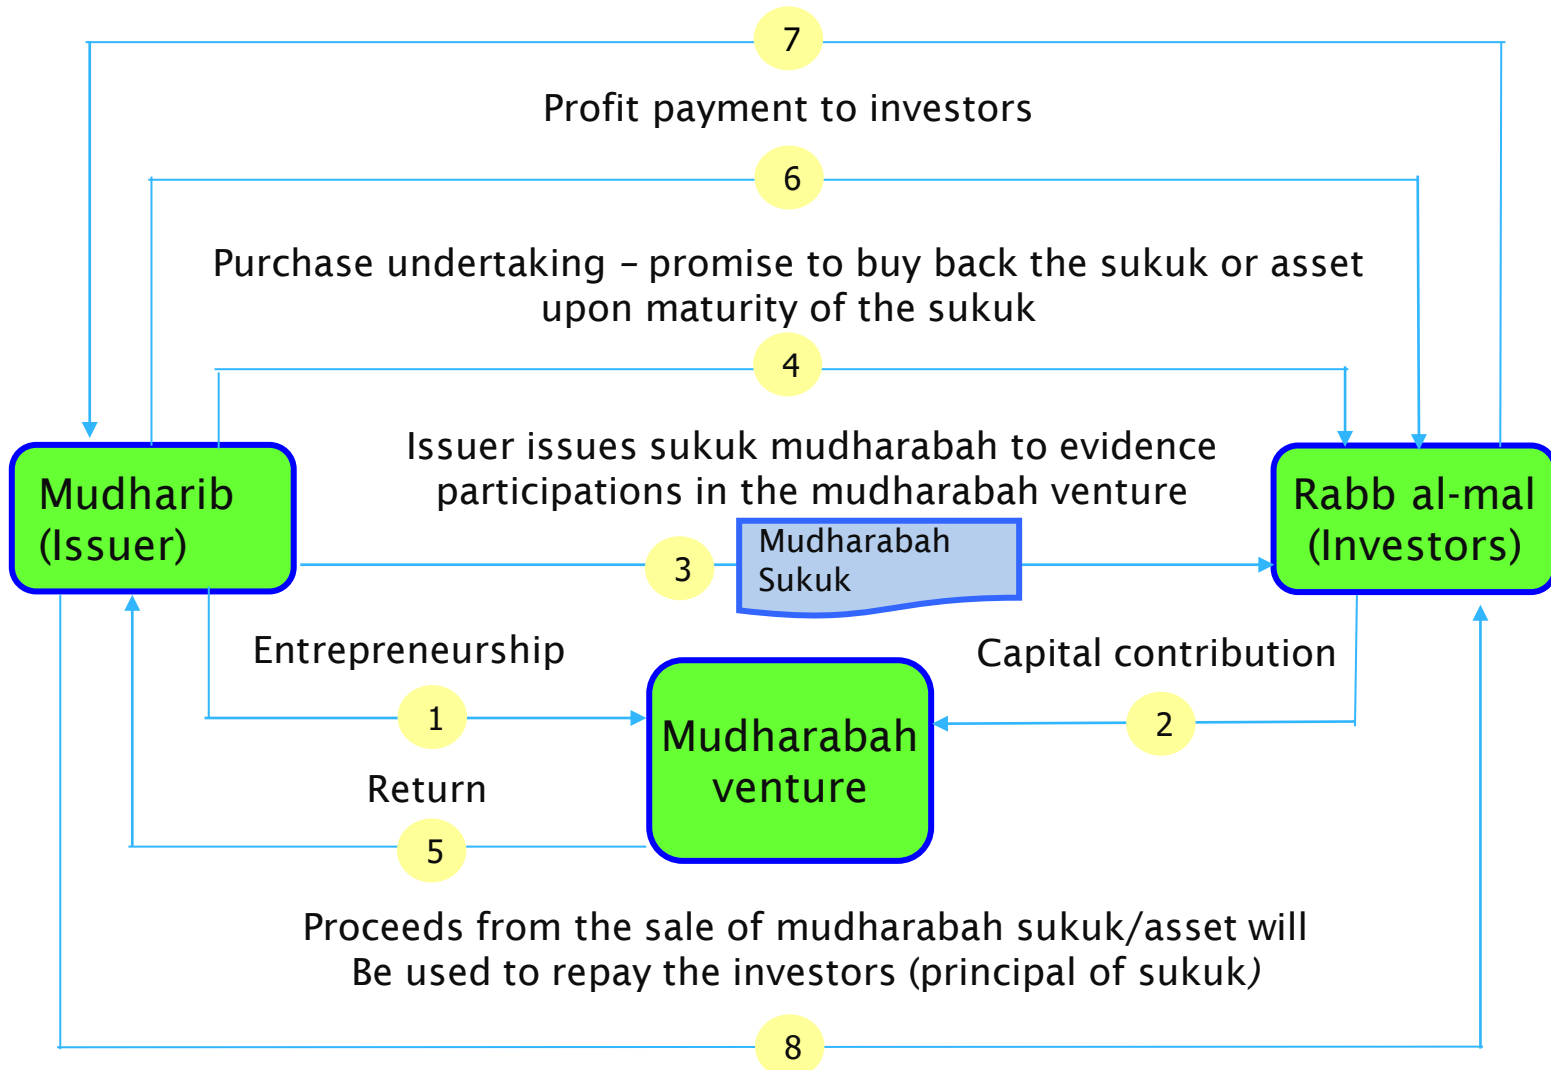 7
Profit payment to investors
6
Purchase undertaking – promise to buy back the sukuk or asset
upon maturity of the sukuk
4
Issuer issues sukuk mudharabah to evidence
participations in the mudharabah venture
Mudharib
(Issuer)
Rabb al-mal
(Investors)
3
Mudharabah
Sukuk
Entrepreneurship
Capital contribution
1
2
Mudharabah
venture
Return
5
Proceeds from the sale of mudharabah sukuk/asset will
Be used to repay the investors (principal of sukuk)
8